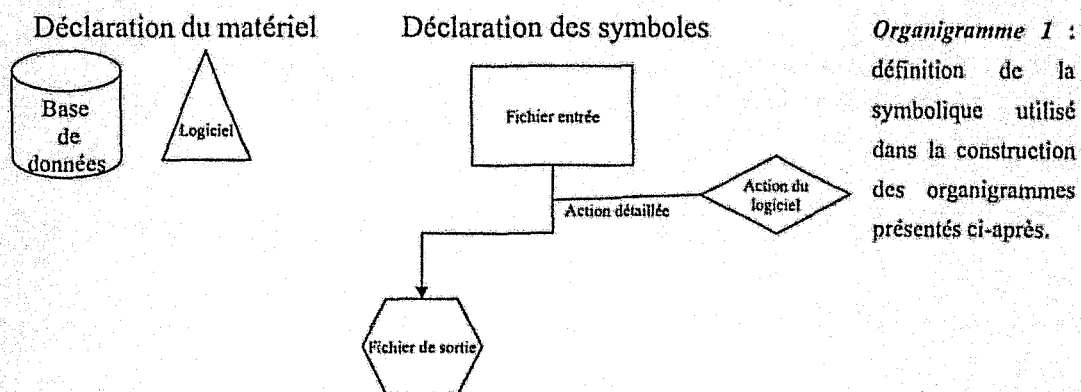 Déclaration du matériel
Déclaration des symboles
Base
de
données
Logiciel
Fichier entrée
Action détaillée
Action du
logiciel
Fichier de sortie
Organigramme 1 :
définition de la
symbolique utilisé
dans la construction
des organigrammes
présentés ci-après.